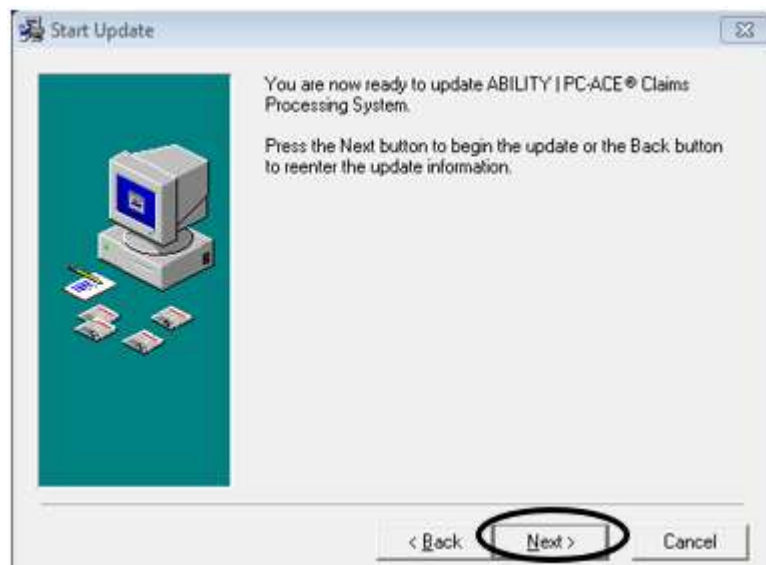 Start Update
You are now ready to update ABILITY | PC-ACE® Claims
Processing System.
Press the Next button to begin the update or the Back button
to reenter the update information.
< Back
Next >
Cancel